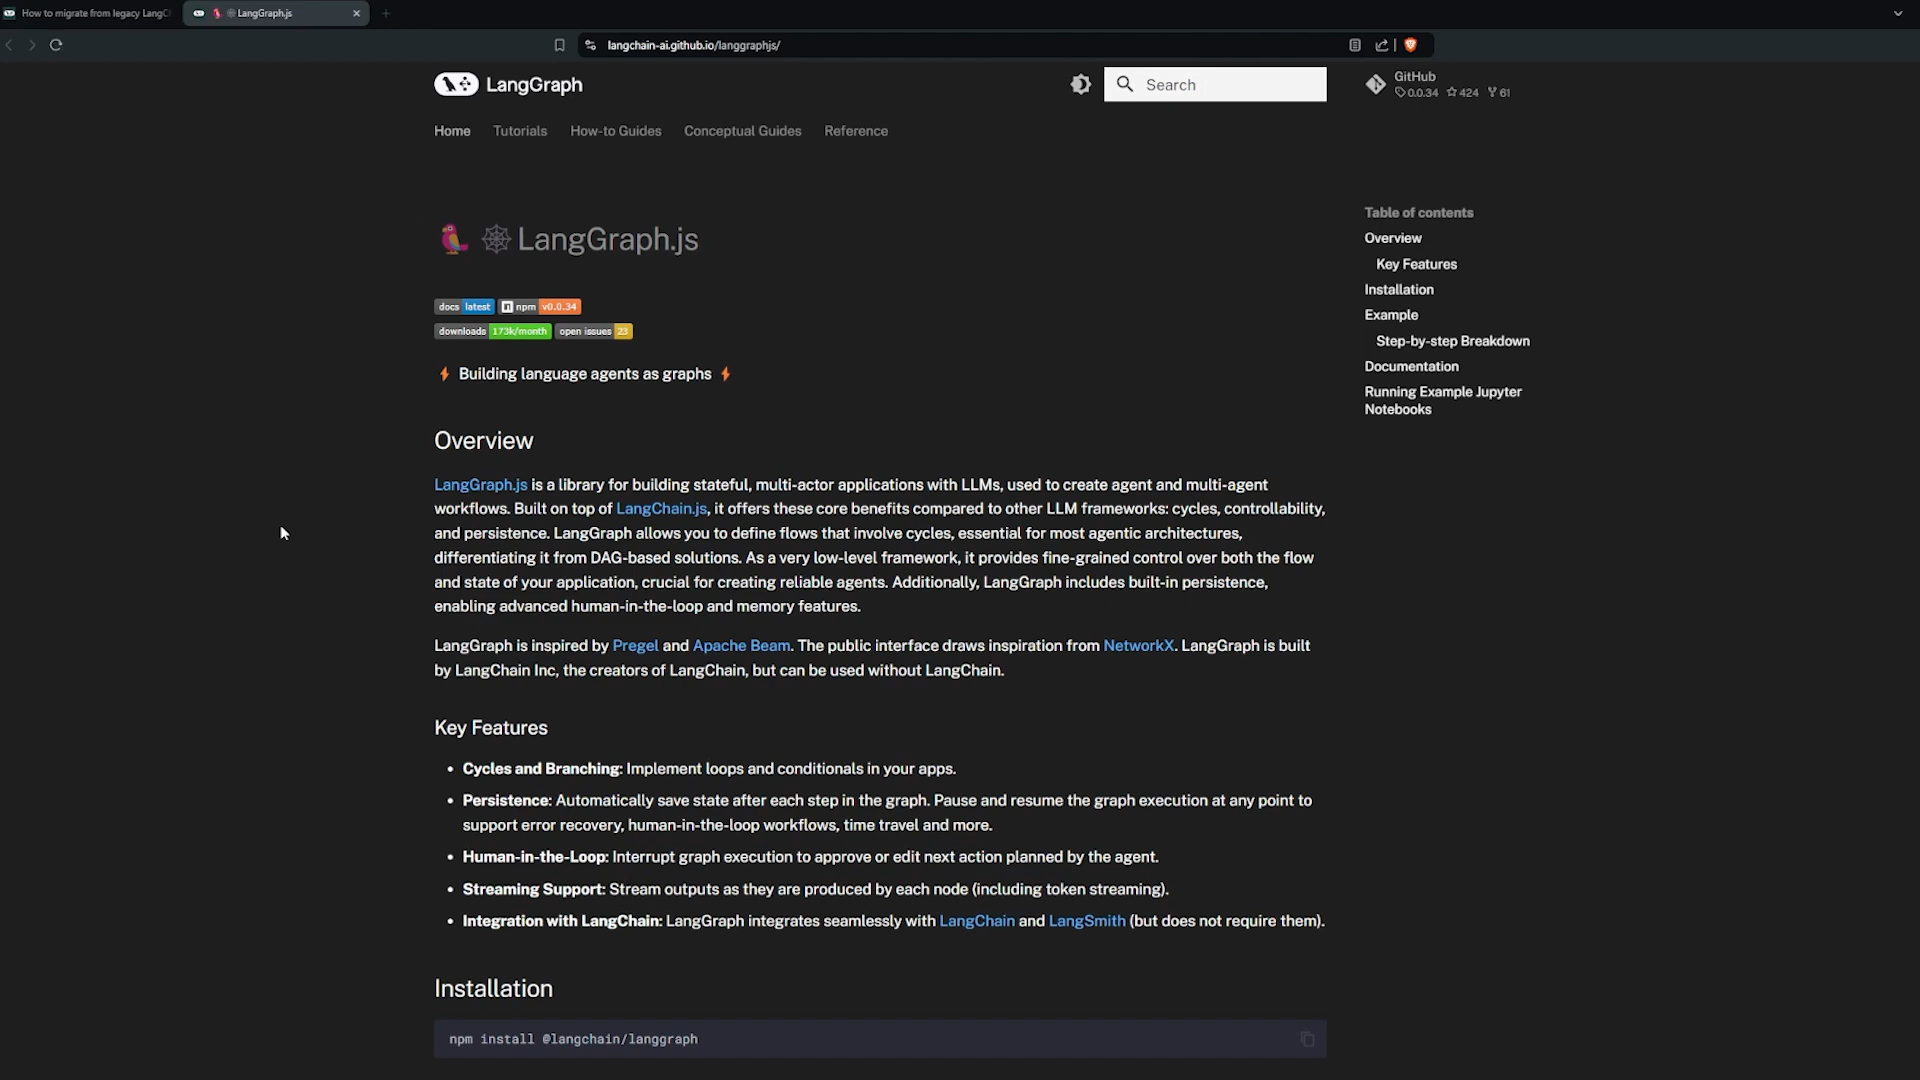 How to migrate from legacy LangC
LangGraph.js
langchain-ai.github.io/langgraphjs/
LangGraph
Search
GitHub
0.0.34 424 61
Home Tutorials How-to Guides Conceptual Guides Reference
LangGraph.js
docs latest npm v0.0.34
downloads 173k/month open issues 23
Building language agents as graphs
Overview
LangGraph.js is a library for building stateful, multi-actor applications with LLMs, used to create agent and multi-agent
workflows. Built on top of LangChain.js, it offers these core benefits compared to other LLM frameworks: cycles, controllability,
and persistence. LangGraph allows you to define flows that involve cycles, essential for most agentic architectures,
differentiating it from DAG-based solutions. As a very low-level framework, it provides fine-grained control over both the flow
and state of your application, crucial for creating reliable agents. Additionally, LangGraph includes built-in persistence,
enabling advanced human-in-the-loop and memory features.
LangGraph is inspired by Pregel and Apache Beam. The public interface draws inspiration from NetworkX. LangGraph is built
by LangChain Inc, the creators of LangChain, but can be used without LangChain.
Key Features
• Cycles and Branching: Implement loops and conditionals in your apps.
• Persistence: Automatically save state after each step in the graph. Pause and resume the graph execution at any point to
support error recovery, human-in-the-loop workflows, time travel and more.
• Human-in-the-Loop: Interrupt graph execution to approve or edit next action planned by the agent.
• Streaming Support: Stream outputs as they are produced by each node (including token streaming).
• Integration with LangChain: LangGraph integrates seamlessly with LangChain and LangSmith (but does not require them).
Installation
npm install @langchain/langgraph
Table of contents
Overview
Key Features
Installation
Example
Step-by-step Breakdown
Documentation
Running Example Jupyter
Notebooks